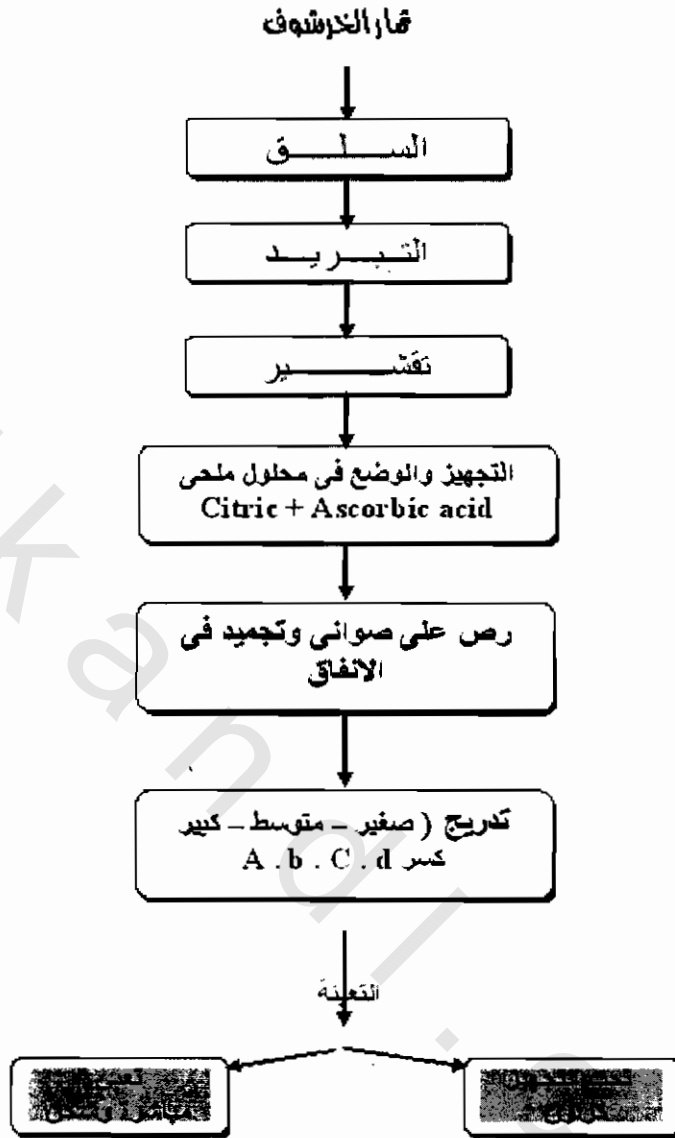 ثمار الخرشوف
السلق
التبريد
تقشير
التجهيز والوضع فى محلول ملحى
Citric + Ascorbic acid
رص على صوانى وتجميد فى
الانفاق
تدريج ( صغير – متوسط – كبير
كسر A . b . C . d
التعبئة